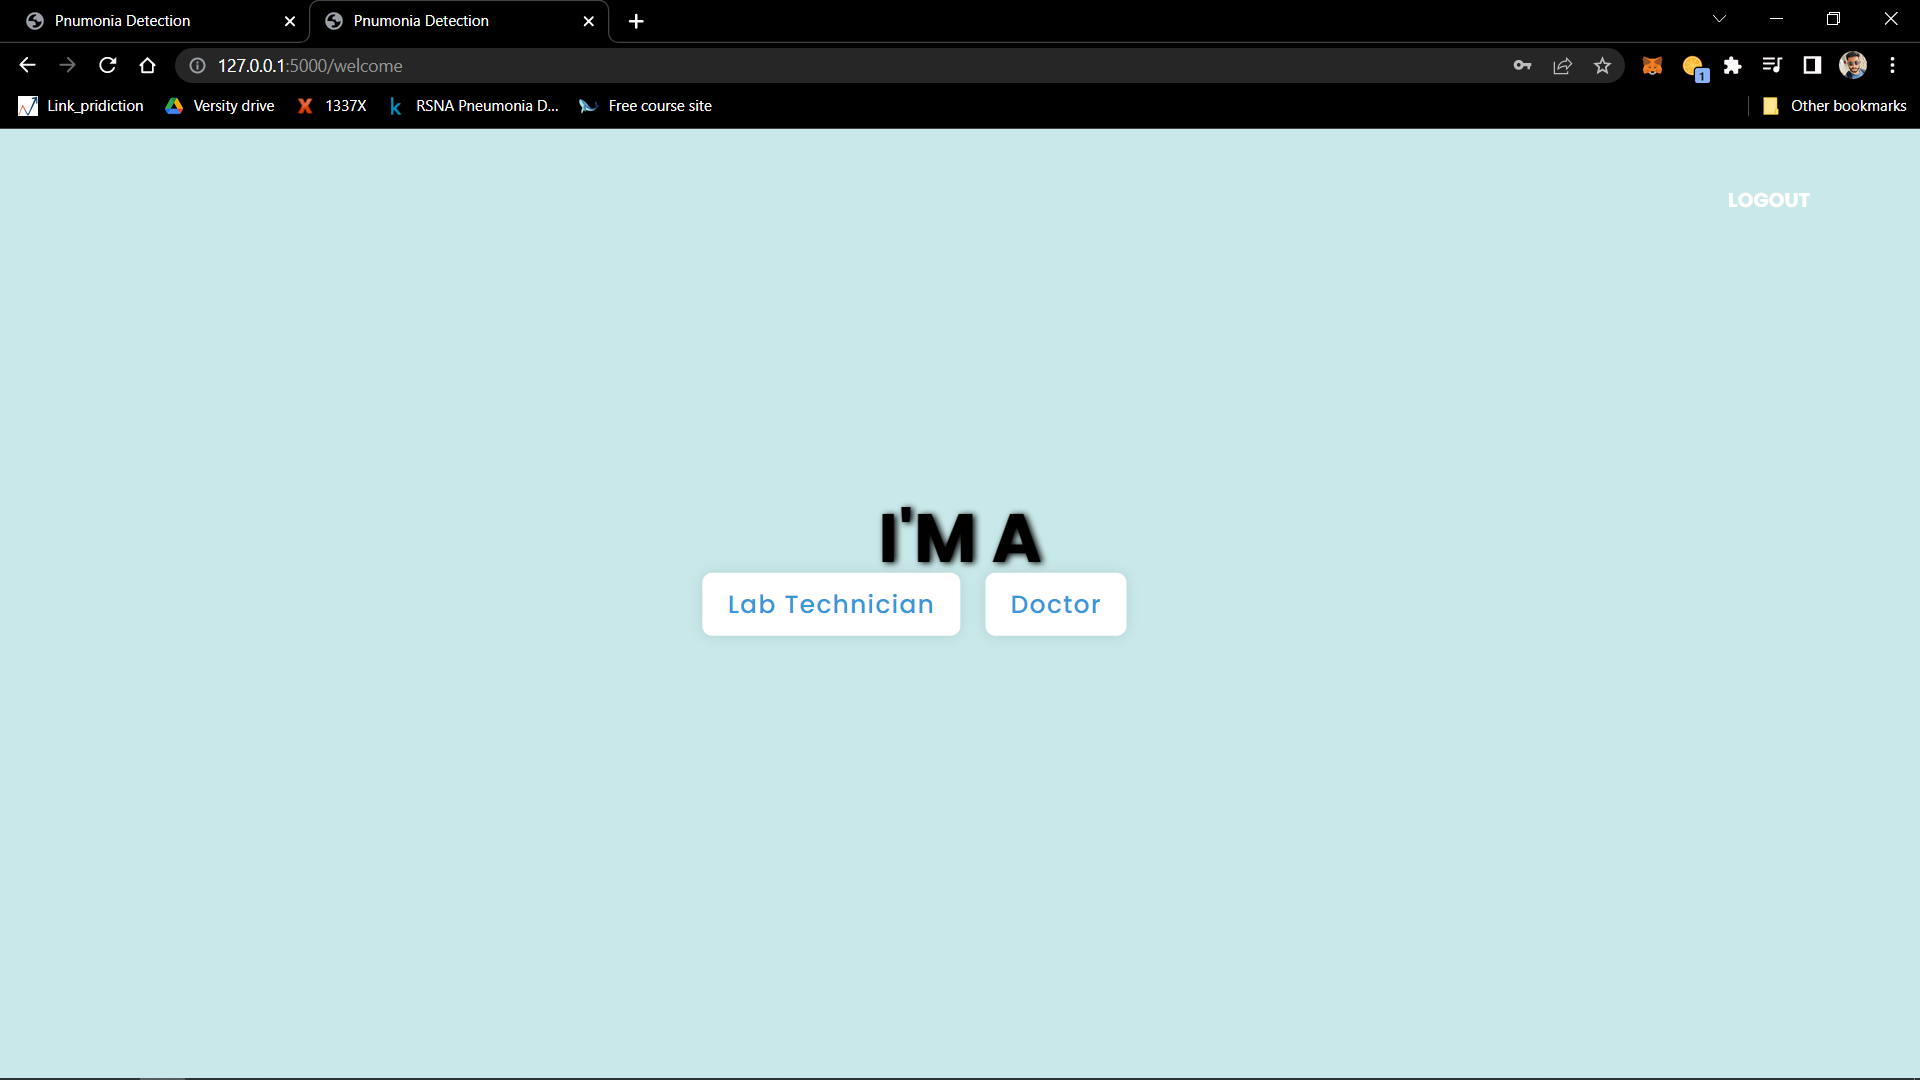 Pnumonia Detection
Pnumonia Detection
127.0.0.1:5000/welcome
1
Link_pridiction
Versity drive
X 1337X
k RSNA Pneumonia D...
Free course site
Other bookmarks
LOGOUT
I'M A
Lab Technician
Doctor